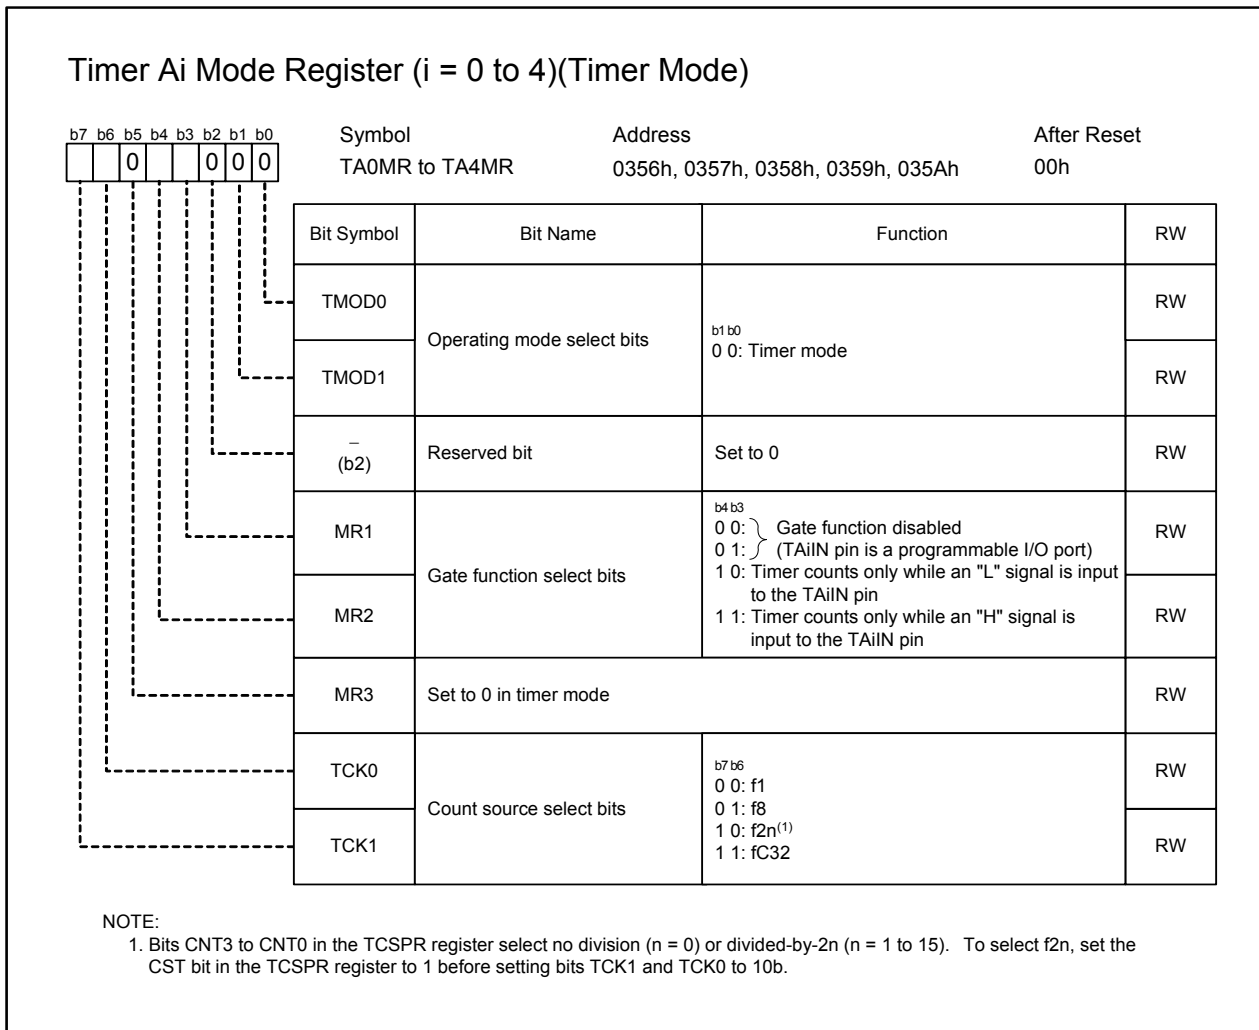 Timer Ai Mode Register (i = 0 to 4)(Timer Mode)
b7 b6 b5 b4 b3 b2 b1 b0
0 0 0 0
Symbol Address After Reset
TA0MR to TA4MR 0356h, 0357h, 0358h, 0359h, 035Ah 00h
Bit Symbol Bit Name Function RW
TMOD0 RW
Operating mode select bits
b1 b0
0 0: Timer mode
TMOD1 RW
–
(b2) Reserved bit Set to 0 RW
MR1 RW
Gate function select bits
b4 b3
0 0: } Gate function disabled
0 1: (TAiIN pin is a programmable I/O port)
1 0: Timer counts only while an "L" signal is input
to the TAiIN pin
1 1: Timer counts only while an "H" signal is
input to the TAiIN pin
MR2 RW
MR3 Set to 0 in timer mode RW
TCK0 RW
Count source select bits
b7 b6
0 0: f1
0 1: f8
1 0: f2n(1)
1 1: fC32
TCK1 RW
NOTE:
1. Bits CNT3 to CNT0 in the TCSPR register select no division (n = 0) or divided-by-2n (n = 1 to 15). To select f2n, set the
CST bit in the TCSPR register to 1 before setting bits TCK1 and TCK0 to 10b.